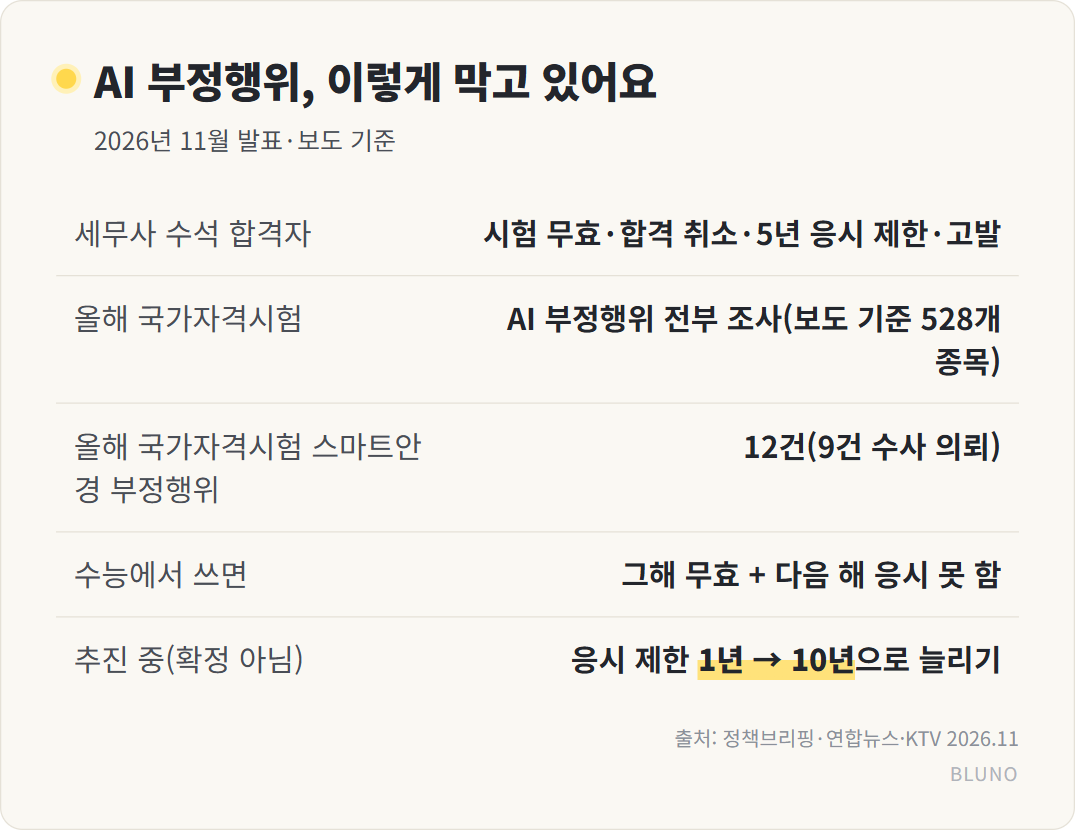 AI 부정행위, 이렇게 막고 있어요
2026년 11월 발표·보도 기준
세무사 수석 합격자
시험 무효·합격 취소·5년 응시 제한·고발
올해 국가자격시험
AI 부정행위 전부 조사(보도 기준 528개
종목)
올해 국가자격시험 스마트안
경 부정행위
12건(9건 수사 의뢰)
수능에서 쓰면
그해 무효 + 다음 해 응시 못 함
추진 중(확정 아님)
응시 제한 1년 → 10년으로 늘리기
출처: 정책브리핑·연합뉴스·KTV 2026.11
BLUNO